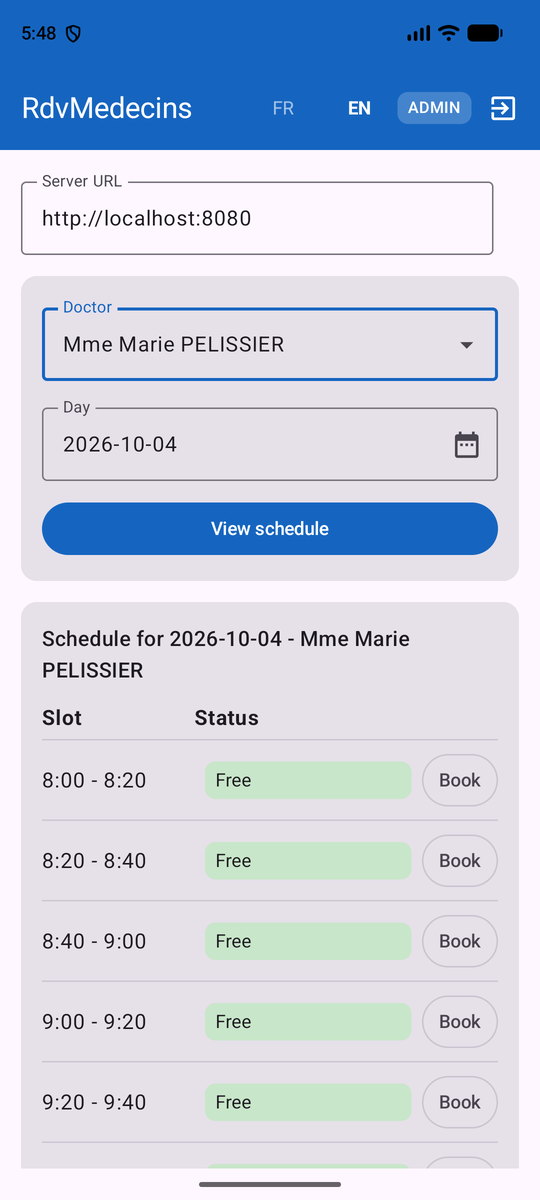 5:48
RdvMedecins FR EN ADMIN
Server URL
http://localhost:8080
Doctor
Mme Marie PELISSIER
Day
2026-10-04
View schedule
Schedule for 2026-10-04 - Mme Marie
PELISSIER
Slot Status
8:00 - 8:20 Free Book
8:20 - 8:40 Free Book
8:40 - 9:00 Free Book
9:00 - 9:20 Free Book
9:20 - 9:40 Free Book